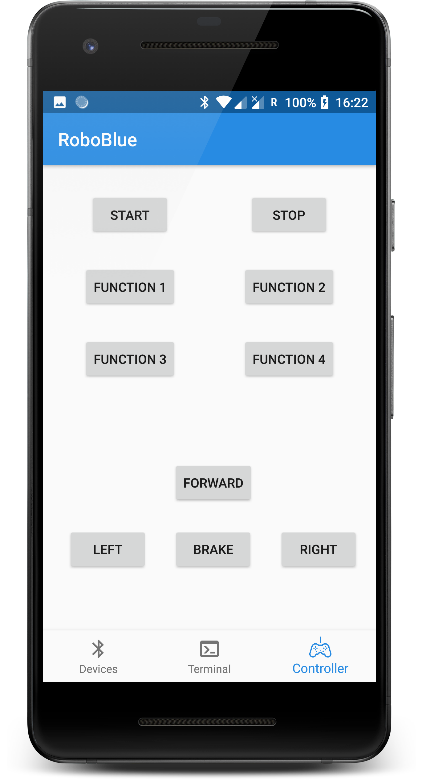 R 100% 16:22
RoboBlue
START STOP
FUNCTION 1 FUNCTION 2
FUNCTION 3 FUNCTION 4
FORWARD
LEFT BRAKE RIGHT
Devices Terminal Controller